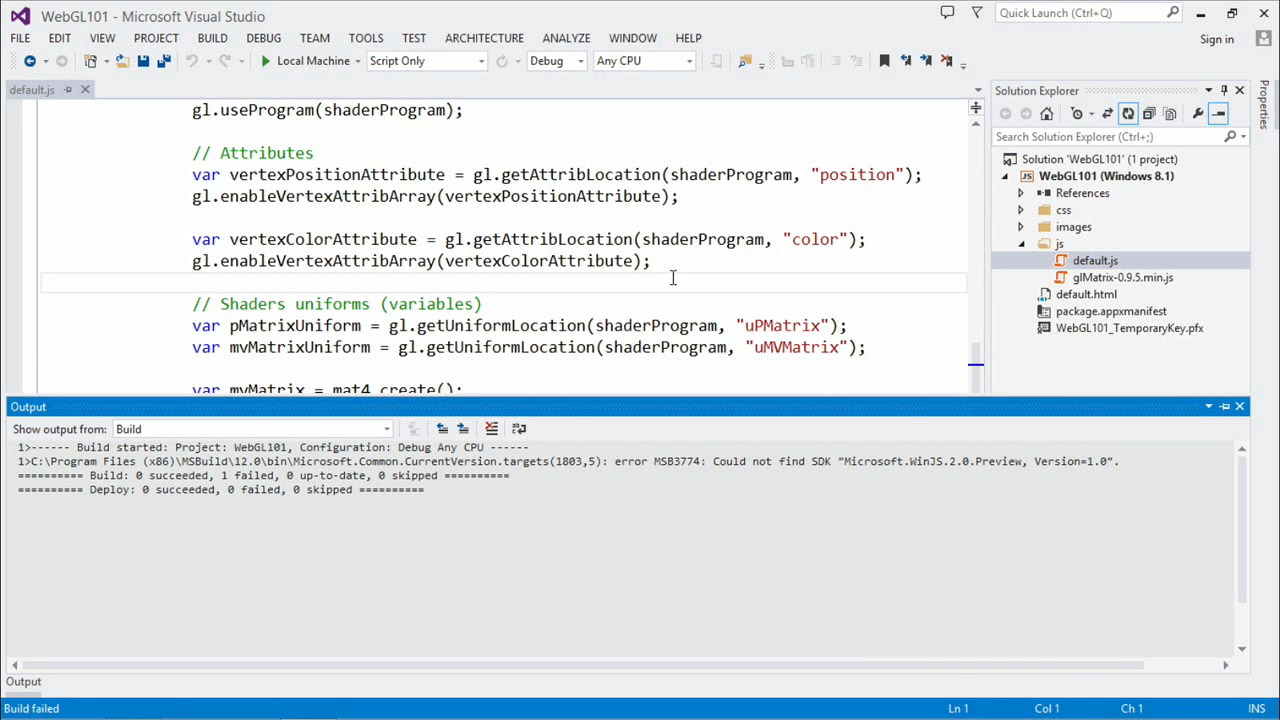 WebGL101 - Microsoft Visual Studio
Quick Launch (Ctrl+Q)
FILE EDIT VIEW PROJECT BUILD DEBUG TEAM TOOLS TEST ARCHITECTURE ANALYZE WINDOW HELP
Sign in
Local Machine Script Only Debug Any CPU
default.js
gl.useProgram(shaderProgram);
// Attributes
var vertexPositionAttribute = gl.getAttribLocation(shaderProgram, "position");
gl.enableVertexAttribArray(vertexPositionAttribute);
var vertexColorAttribute = gl.getAttribLocation(shaderProgram, "color");
gl.enableVertexAttribArray(vertexColorAttribute);
// Shaders uniforms (variables)
var pMatrixUniform = gl.getUniformLocation(shaderProgram, "uPMatrix");
var mvMatrixUniform = gl.getUniformLocation(shaderProgram, "uMVMatrix");
var mvMatrix = mat4.create();
Solution Explorer
Search Solution Explorer (Ctrl+;)
Solution 'WebGL101' (1 project)
WebGL101 (Windows 8.1)
References
css
images
js
default.js
glMatrix-0.9.5.min.js
default.html
package.appxmanifest
WebGL101_TemporaryKey.pfx
Properties
Output
Show output from: Build
1>------ Build started: Project: WebGL101, Configuration: Debug Any CPU ------
1>C:\Program Files (x86)\MSBuild\12.0\bin\Microsoft.Common.CurrentVersion.targets(1803,5): error MSB3774: Could not find SDK "Microsoft.WinJS.2.0.Preview, Version=1.0".
========== Build: 0 succeeded, 1 failed, 0 up-to-date, 0 skipped ==========
========== Deploy: 0 succeeded, 0 failed, 0 skipped ==========
Output
Build failed
Ln 1 Col 1 Ch 1 INS